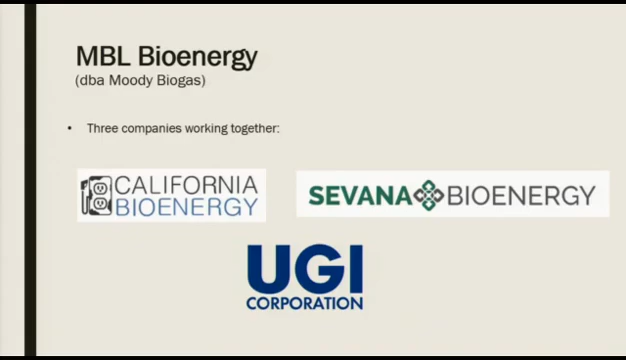 MBL Bioenergy
(dba Moody Biogas)
• Three companies working together:
CALIFORNIA
BIOENERGY
SEVANA BIOENERGY
UGI
CORPORATION